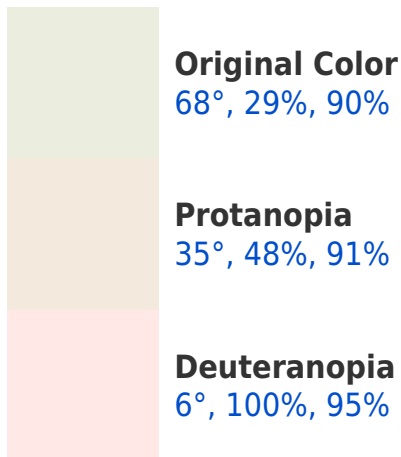 Original Color
68°, 29%, 90%
Protanopia
35°, 48%, 91%
Deuteranopia
6°, 100%, 95%